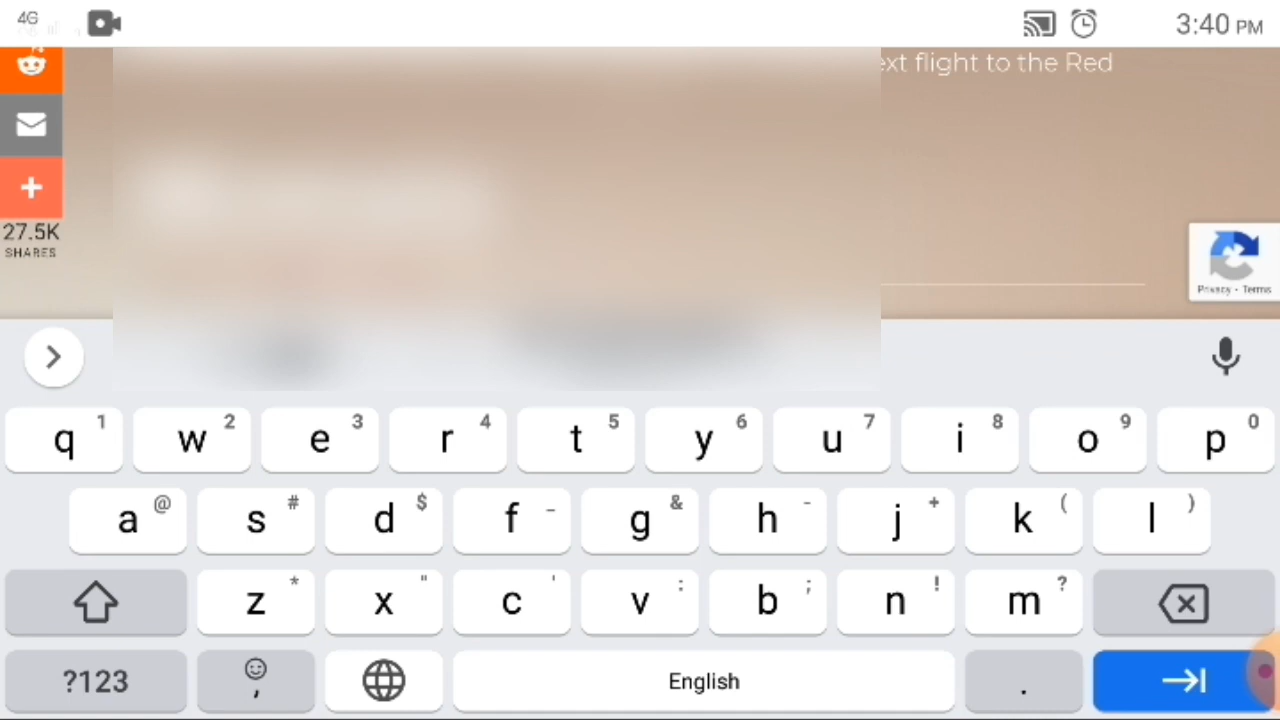 4G
3:40 PM
ext flight to the Red
27.5K
SHARES
Privacy - Terms
q 1 w 2 e 3 r 4 t 5 y 6 u 7 i 8 o 9 p 0
a @ s # d $ f _ g & h - j + k ( l )
z * x " c ' v : b ; n ! m ?
?123 , English .